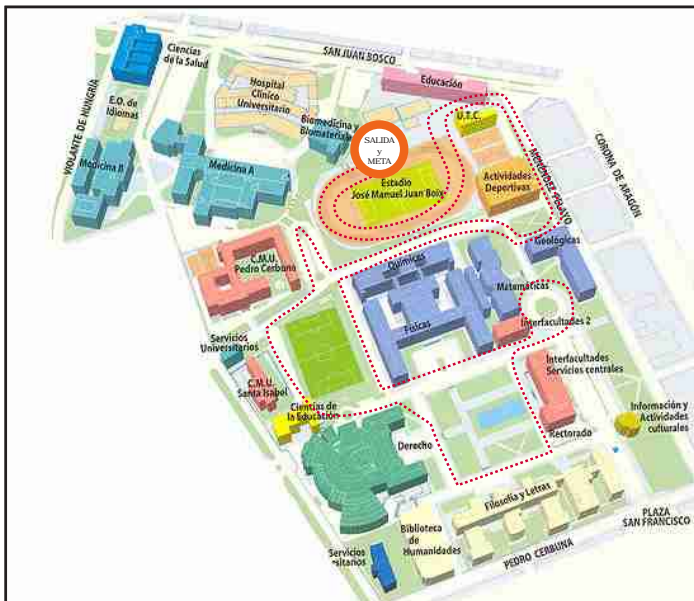 SAN JUAN BOSCO
Ciencias
de la Salud
Educación
Hospital
Clínico
Universitario
VIOLANTE DE HUNGRÍA
E.O. de
Idiomas
U.T.C.
Biomedicina y
SALIDA
y
META
CORONA DE ARAGÓN
Medicina B
Medicina A
Estadio
José Manuel Juan Boix
Actividades
Deportivas
MENÉNDEZ PELAYO
Geológicas
C.M.U.
Pedro Cerbuna
Químicas
Matemáticas
Físicas
Interfacultades 2
Servicios
Universitarios
Interfacultades
Servicios centrales
C.M.U.
Santa Isabel
Ciencias de
la Educación
Información y
Actividades
culturales
Rectorado
Derecho
Filosofía y Letras
PLAZA
SAN FRANCISCO
Biblioteca
de
Humanidades
PEDRO CERBUNA
Servicios